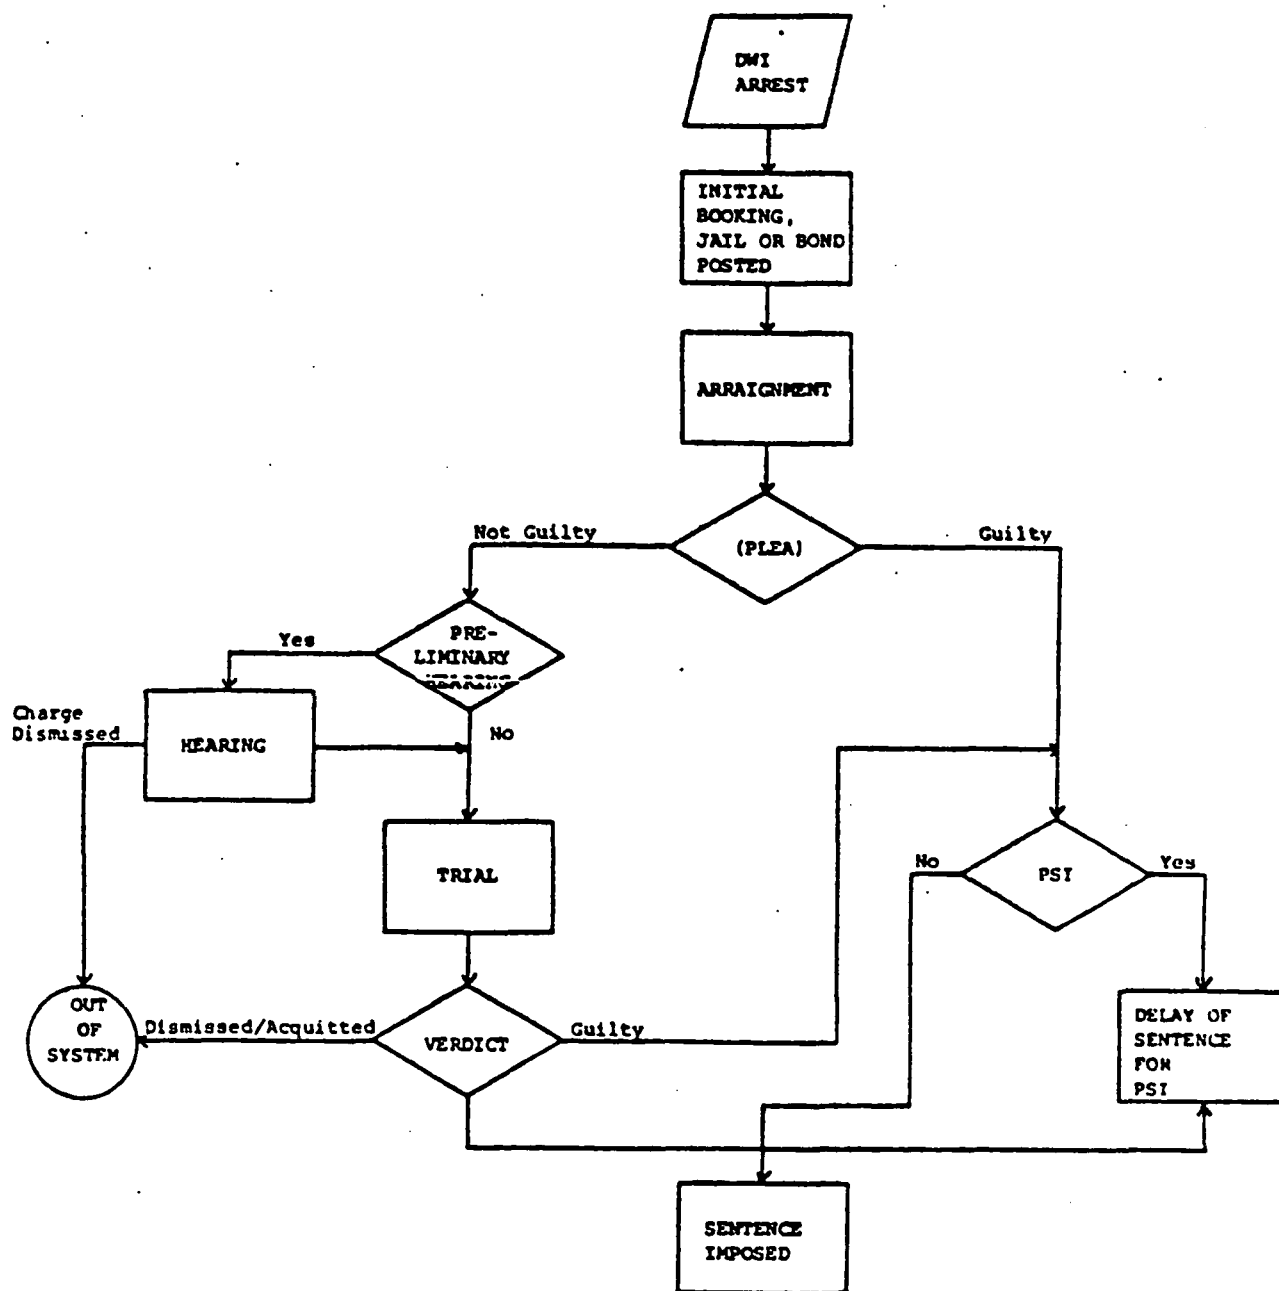 DWI
ARREST
INITIAL
BOOKING,
JAIL OR BOND
POSTED
ARRAIGNMENT
Not Guilty
(PLEA)
Guilty
Yes
PRE-
LIMINARY
HEARING
Charge
Dismissed
HEARING
No
TRIAL
No
PSI
Yes
OUT
OF
SYSTEM
Dismissed/Acquitted
VERDICT
Guilty
DELAY OF
SENTENCE
FOR
PSI
SENTENCE
IMPOSED